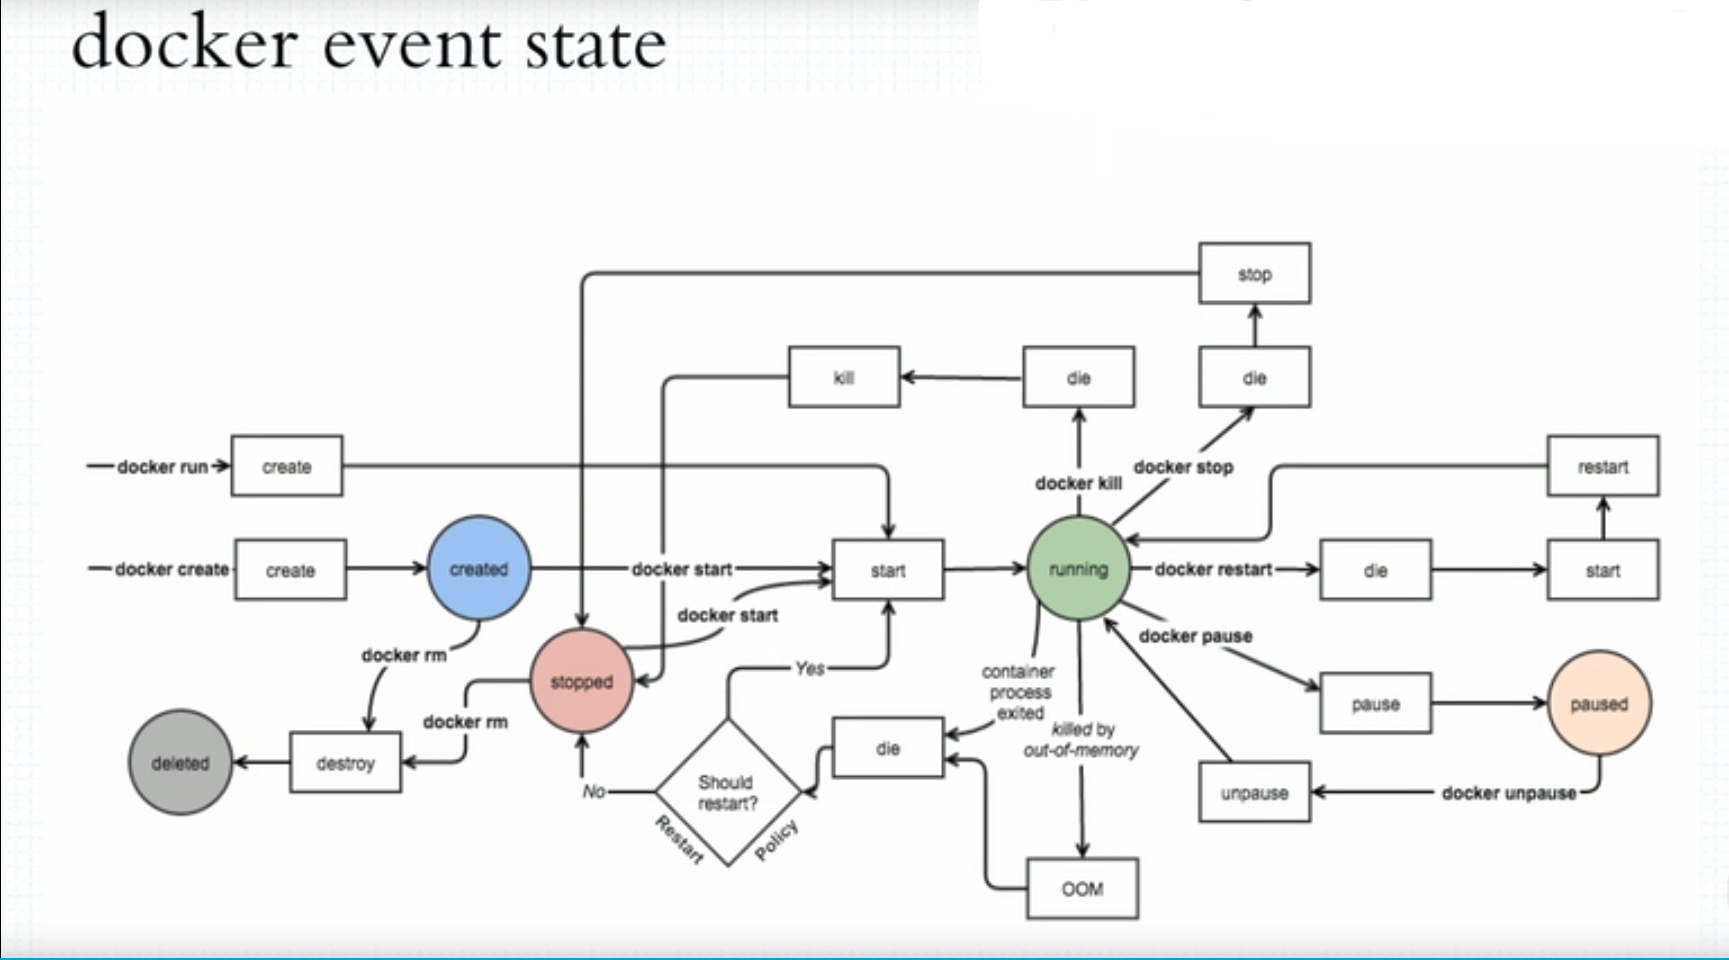 docker event state
stop
kill
die
die
docker run
create
docker kill
docker stop
restart
docker create
create
created
docker start
start
running
docker restart
die
start
docker start
docker pause
docker rm
stopped
Yes
container
process
exited
pause
paused
docker rm
killed by
out-of-memory
deleted
destroy
die
Should
restart?
No
Restart
Policy
unpause
docker unpause
OOM